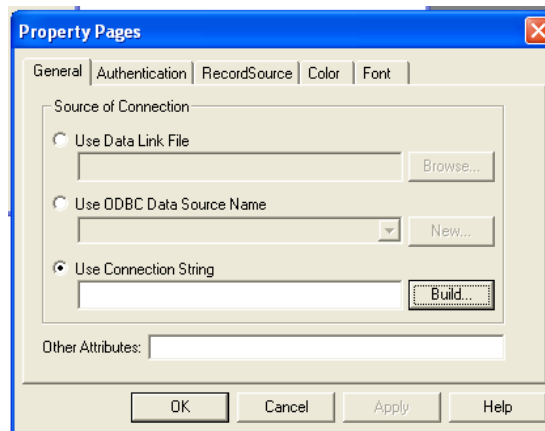 Property Pages
General Authentication RecordSource Color Font
Source of Connection
Use Data Link File
Browse...
Use ODBC Data Source Name
New...
Use Connection String
Build...
Other Attributes:
OK Cancel Apply Help